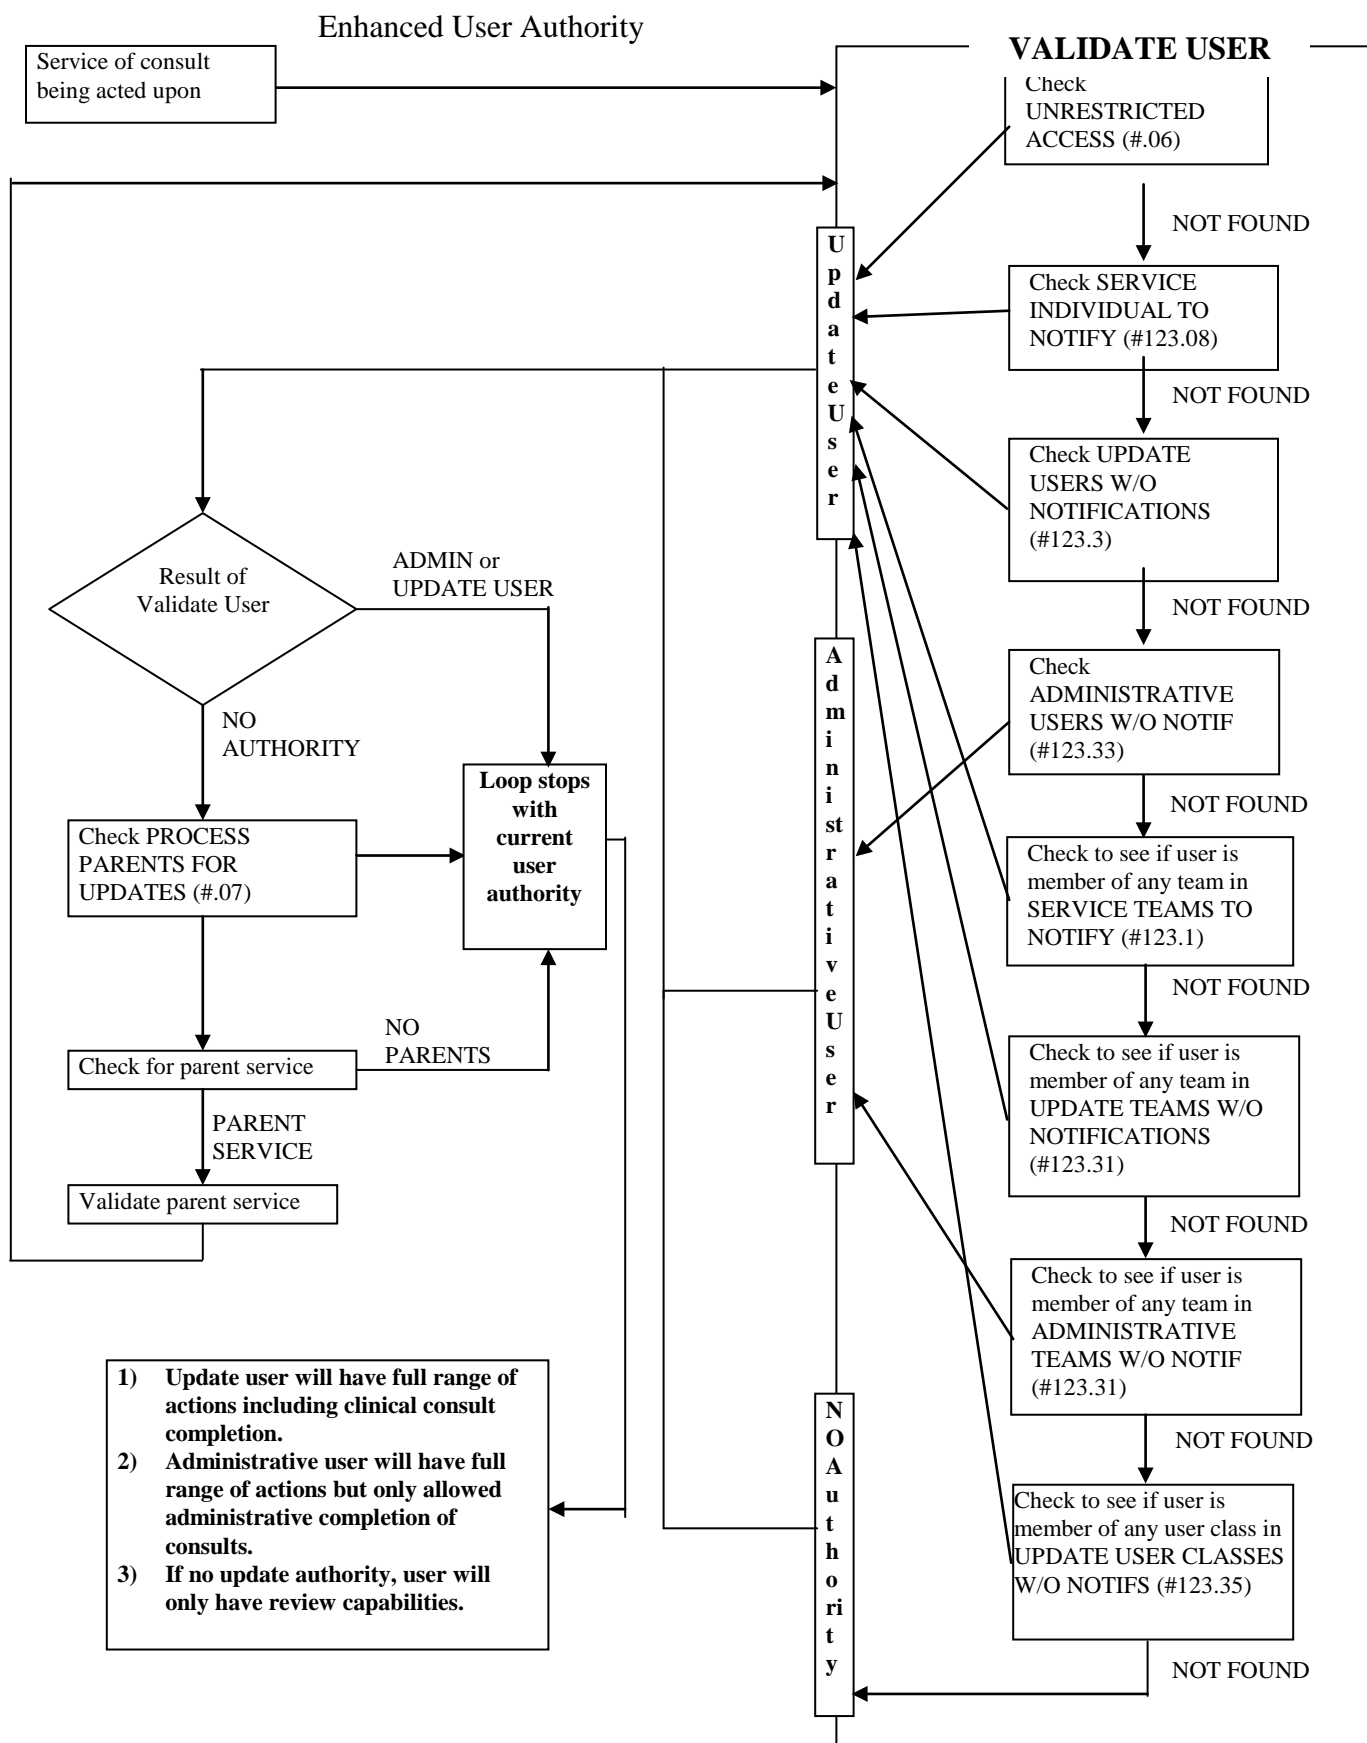 Enhanced User Authority
VALIDATE USER
Service of consult
being acted upon
Check
UNRESTRICTED
ACCESS (#.06)
NOT FOUND
Check SERVICE
INDIVIDUAL TO
NOTIFY (#123.08)
NOT FOUND
Check UPDATE
USERS W/O
NOTIFICATIONS
(#123.3)
NOT FOUND
Check
ADMINISTRATIVE
USERS W/O NOTIF
(#123.33)
NOT FOUND
Check to see if user is
member of any team in
SERVICE TEAMS TO
NOTIFY (#123.1)
NOT FOUND
Check to see if user is
member of any team in
UPDATE TEAMS W/O
NOTIFICATIONS
(#123.31)
NOT FOUND
Check to see if user is
member of any team in
ADMINISTRATIVE
TEAMS W/O NOTIF
(#123.31)
NOT FOUND
Check to see if user is
member of any user class in
UPDATE USER CLASSES
W/O NOTIFS (#123.35)
NOT FOUND
U
p
d
a
t
e
U
s
e
r
A
d
m
i
n
i
st
r
a
t
i
v
e
U
s
e
r
N
O
A
u
t
h
o
ri
t
y
Result of
Validate User
ADMIN or
UPDATE USER
NO
AUTHORITY
Loop stops
with
current
user
authority
Check PROCESS
PARENTS FOR
UPDATES (#.07)
NO
PARENTS
Check for parent service
PARENT
SERVICE
Validate parent service
1) Update user will have full range of
actions including clinical consult
completion.
2) Administrative user will have full
range of actions but only allowed
administrative completion of
consults.
3) If no update authority, user will
only have review capabilities.